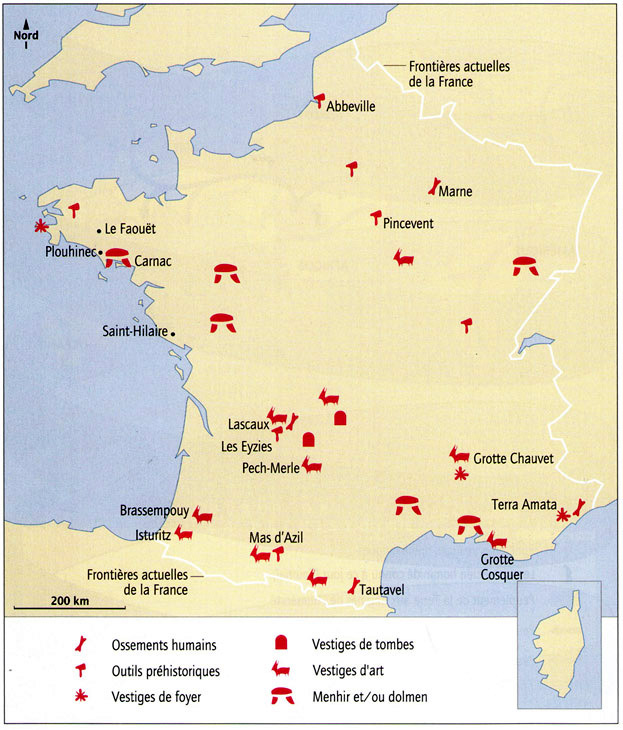 Nord
Frontières actuelles
de la France
Abbeville
Marne
Pincevent
Le Faouët
Plouhinec
Carnac
Saint-Hilaire
Lascaux
Les Eyzies
Pech-Merle
Grotte Chauvet
Terra Amata
Brassempouy
Isturitz
Mas d'Azil
Grotte
Cosquer
Frontières actuelles
de la France
Tautavel
200 km
Ossements humains
Vestiges de tombes
Outils préhistoriques
Vestiges d'art
Vestiges de foyer
Menhir et/ou dolmen